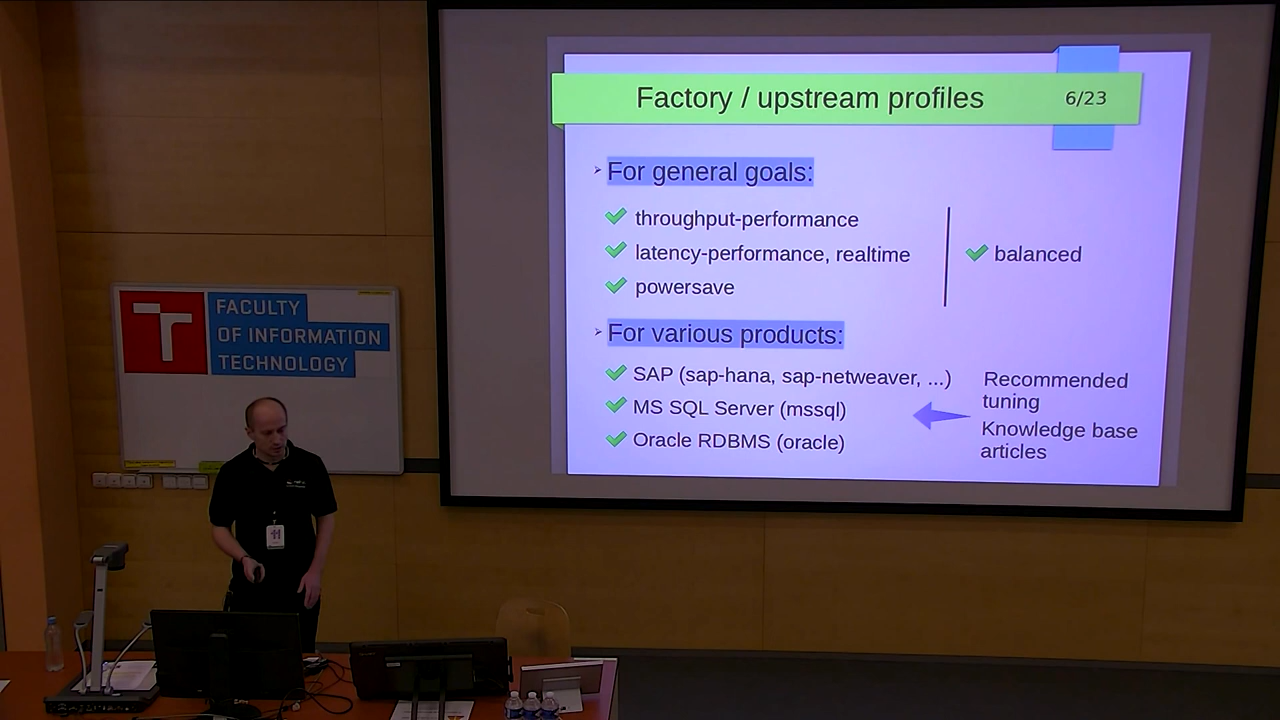 Factory / upstream profiles
6/23
For general goals:
throughput-performance
latency-performance, realtime
powersave
balanced
For various products:
SAP (sap-hana, sap-netweaver, ...)
MS SQL Server (mssql)
Oracle RDBMS (oracle)
Recommended
tuning
Knowledge base
articles
FACULTY
OF INFORMATION
TECHNOLOGY